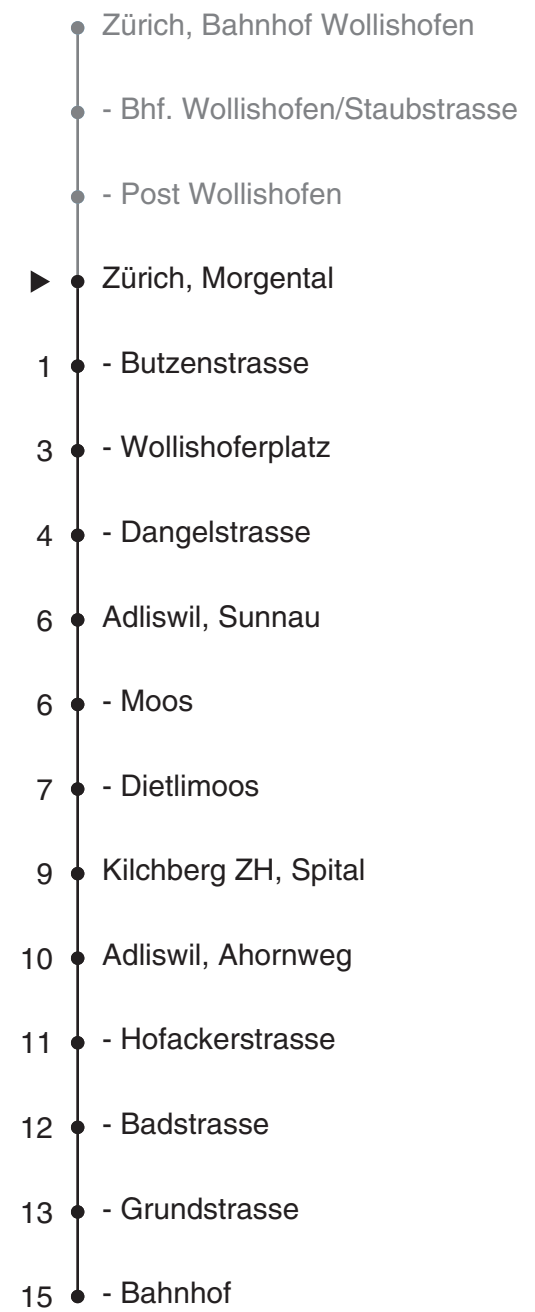 Zürich, Bahnhof Wollishofen
- Bhf. Wollishofen/Staubstrasse
- Post Wollishofen
Zürich, Morgental
1 - Butzenstrasse
3 - Wollishoferplatz
4 - Dangelstrasse
6 Adliswil, Sunnau
6 - Moos
7 - Dietlimoos
9 Kilchberg ZH, Spital
10 Adliswil, Ahornweg
11 - Hofackerstrasse
12 - Badstrasse
13 - Grundstrasse
15 - Bahnhof